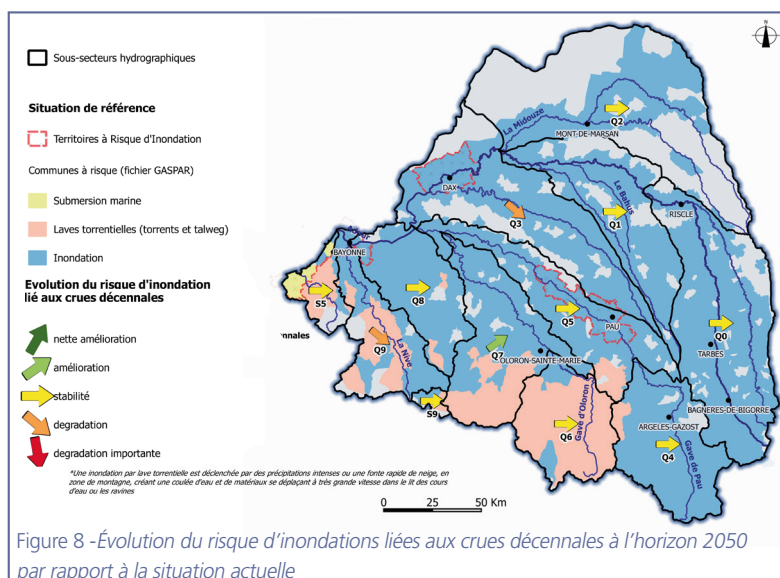 N
Sous-secteurs hydrographiques
Situation de référence
Territoires à Risque d'Inondation
Communes à risque (fichier GASPAR)
Submersion marine
Laves torrentielles (torrents et talweg)
Inondation
Evolution du risque d'inondation
lié aux crues décennales
nette amélioration
amélioration
stabilité
degradation
degradation importante
La Midouze
Q2
MONT-DE-MARSAN
DAX
Le Bahus
Q3
Q1
RISCLE
Adour
BAYONNE
S5
Q8
Q5
PAU
Q0
nnales
Q9
La Nive
Q7
OLORON-SAINTE-MARIE
TARBES
S9
Gave d'Oloron
Q6
BAGNERES-DE-BIGORRE
ARGELES-GAZOST
Q4
Gave de Pau
*Une inondation par lave torrentielle est déclenchée par des précipitations intenses ou une fonte rapide de neige, en
zone de montagne, créant une coulée d'eau et de matériaux se déplaçant à très grande vitesse dans le lit des cours
d'eau ou les ravines
0 25 50 Km
Figure 8 -Évolution du risque d'inondations liées aux crues décennales à l'horizon 2050
par rapport à la situation actuelle